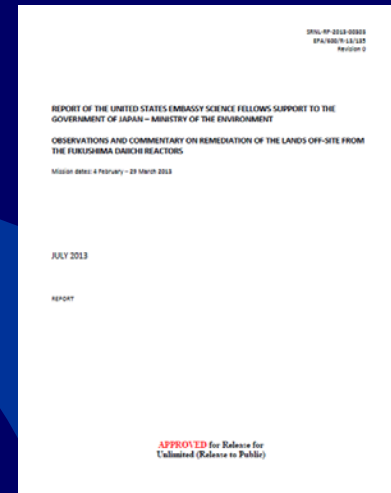 SRNL-RP-2013-00303
EPA/600/R-13/135
Revision 0
REPORT OF THE UNITED STATES EMBASSY SCIENCE FELLOWS SUPPORT TO THE
GOVERNMENT OF JAPAN – MINISTRY OF THE ENVIRONMENT
OBSERVATIONS AND COMMENTARY ON REMEDIATION OF THE LANDS OFF-SITE FROM
THE FUKUSHIMA DAIICHI REACTORS
Mission dates: 4 February – 29 March 2013
JULY 2013
REPORT
APPROVED for Release for
Unlimited (Release to Public)